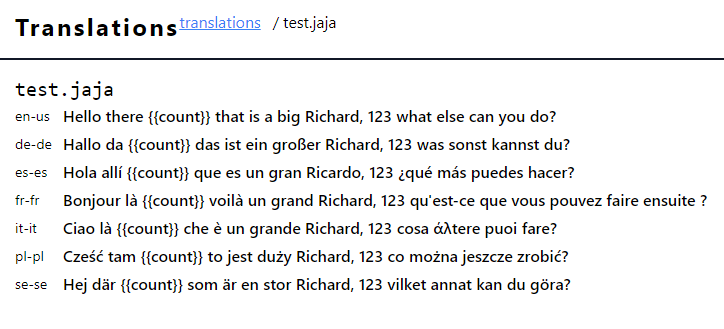 Translations translations / test.jaja
test.jaja
en-us Hello there {{count}} that is a big Richard, 123 what else can you do?
de-de Hallo da {{count}} das ist ein großer Richard, 123 was sonst kannst du?
es-es Hola allí {{count}} que es un gran Ricardo, 123 ¿qué más puedes hacer?
fr-fr Bonjour là {{count}} voilà un grand Richard, 123 qu'est-ce que vous pouvez faire ensuite ?
it-it Ciao là {{count}} che è un grande Richard, 123 cosa άλτere puoi fare?
pl-pl Cześć tam {{count}} to jest duży Richard, 123 co można jeszcze zrobić?
se-se Hej där {{count}} som är en stor Richard, 123 vilket annat kan du göra?